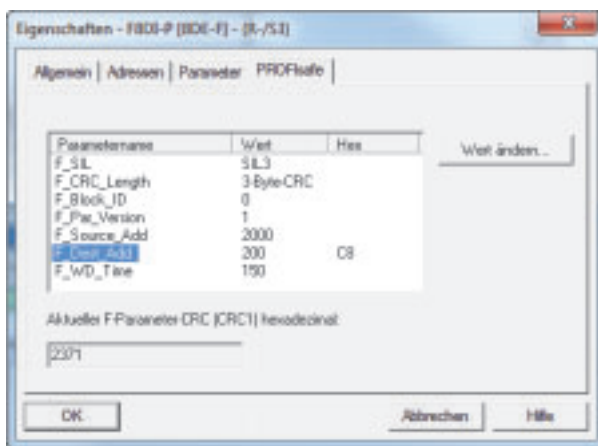 Eigenschaften - F8DI-P (8DE-F) - (R-/S3)
Allgemein Adressen Parameter PROFIsafe
Parametername Wert Hex
F_SIL SIL3
F_CRC_Length 3-Byte-CRC
F_Block_ID 0
F_Par_Version 1
F_Source_Add 2000
F_Dest_Add 200 C8
F_WD_Time 150
Wert ändern...
Aktueller F-Parameter-CRC (CRC1) hexadezimal:
2371
OK Abbrechen Hilfe